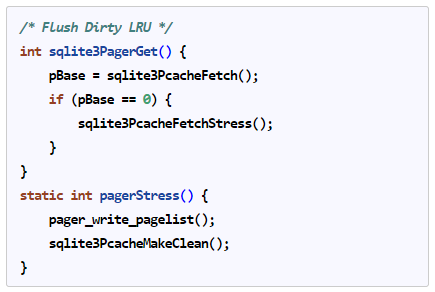 /* Flush Dirty LRU */
int sqlite3PagerGet() {
    pBase = sqlite3PcacheFetch();
    if (pBase == 0) {
        sqlite3PcacheFetchStress();
    }
}
static int pagerStress() {
    pager_write_pagelist();
    sqlite3PcacheMakeClean();
}